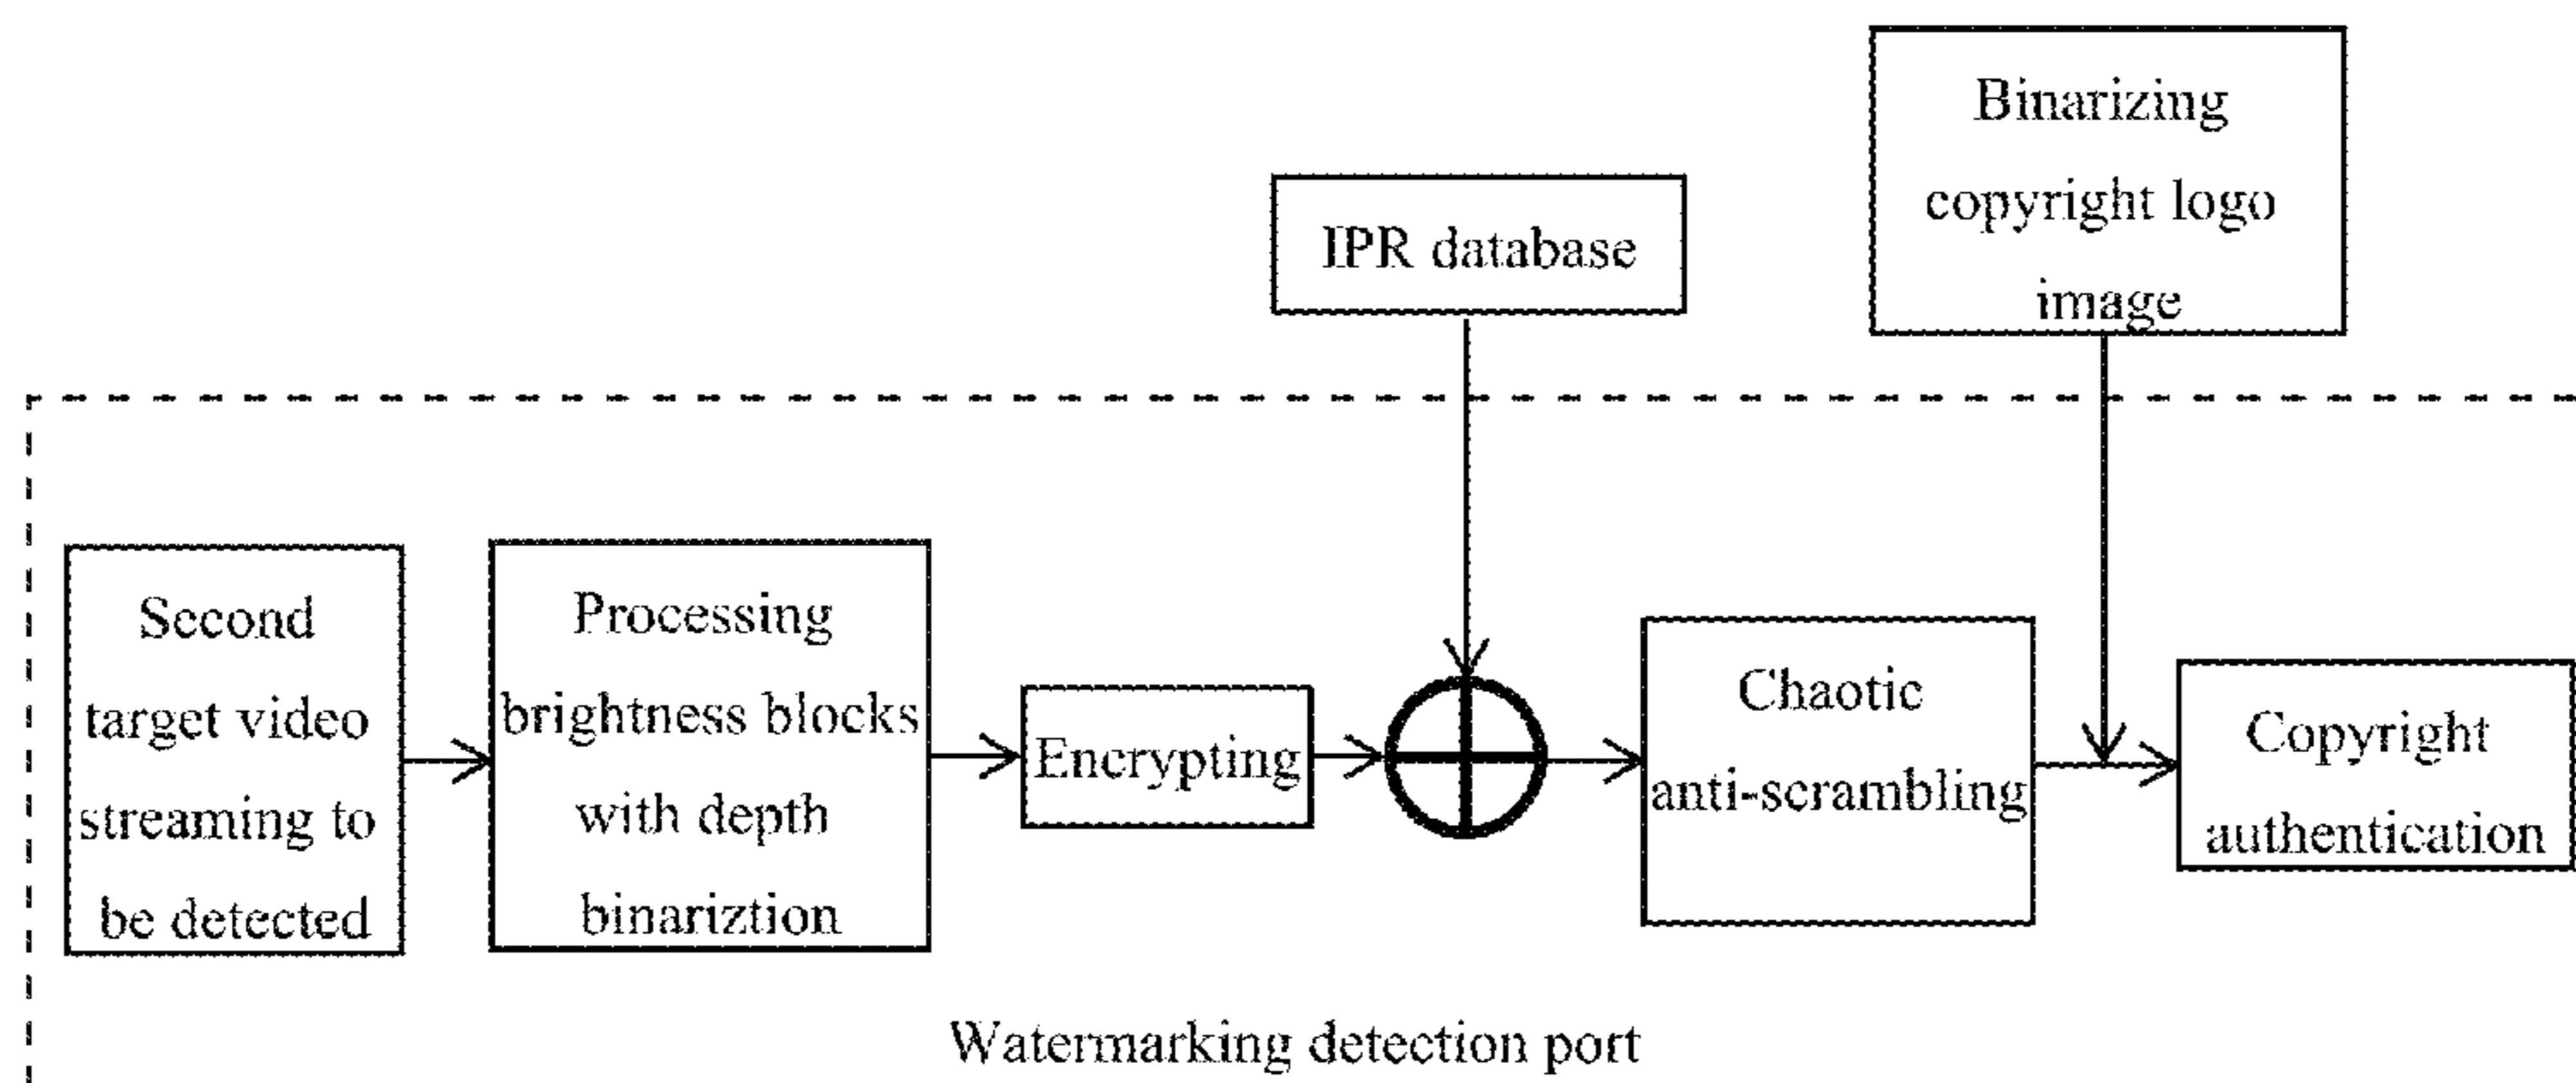 Binarizing
copyright logo
image
IPR database
Second
target video
streaming to
be detected
Processing
brightness blocks
with depth
binariztion
Encrypting
Chaotic
anti-scrambling
Copyright
authentication
Watermarking detection port